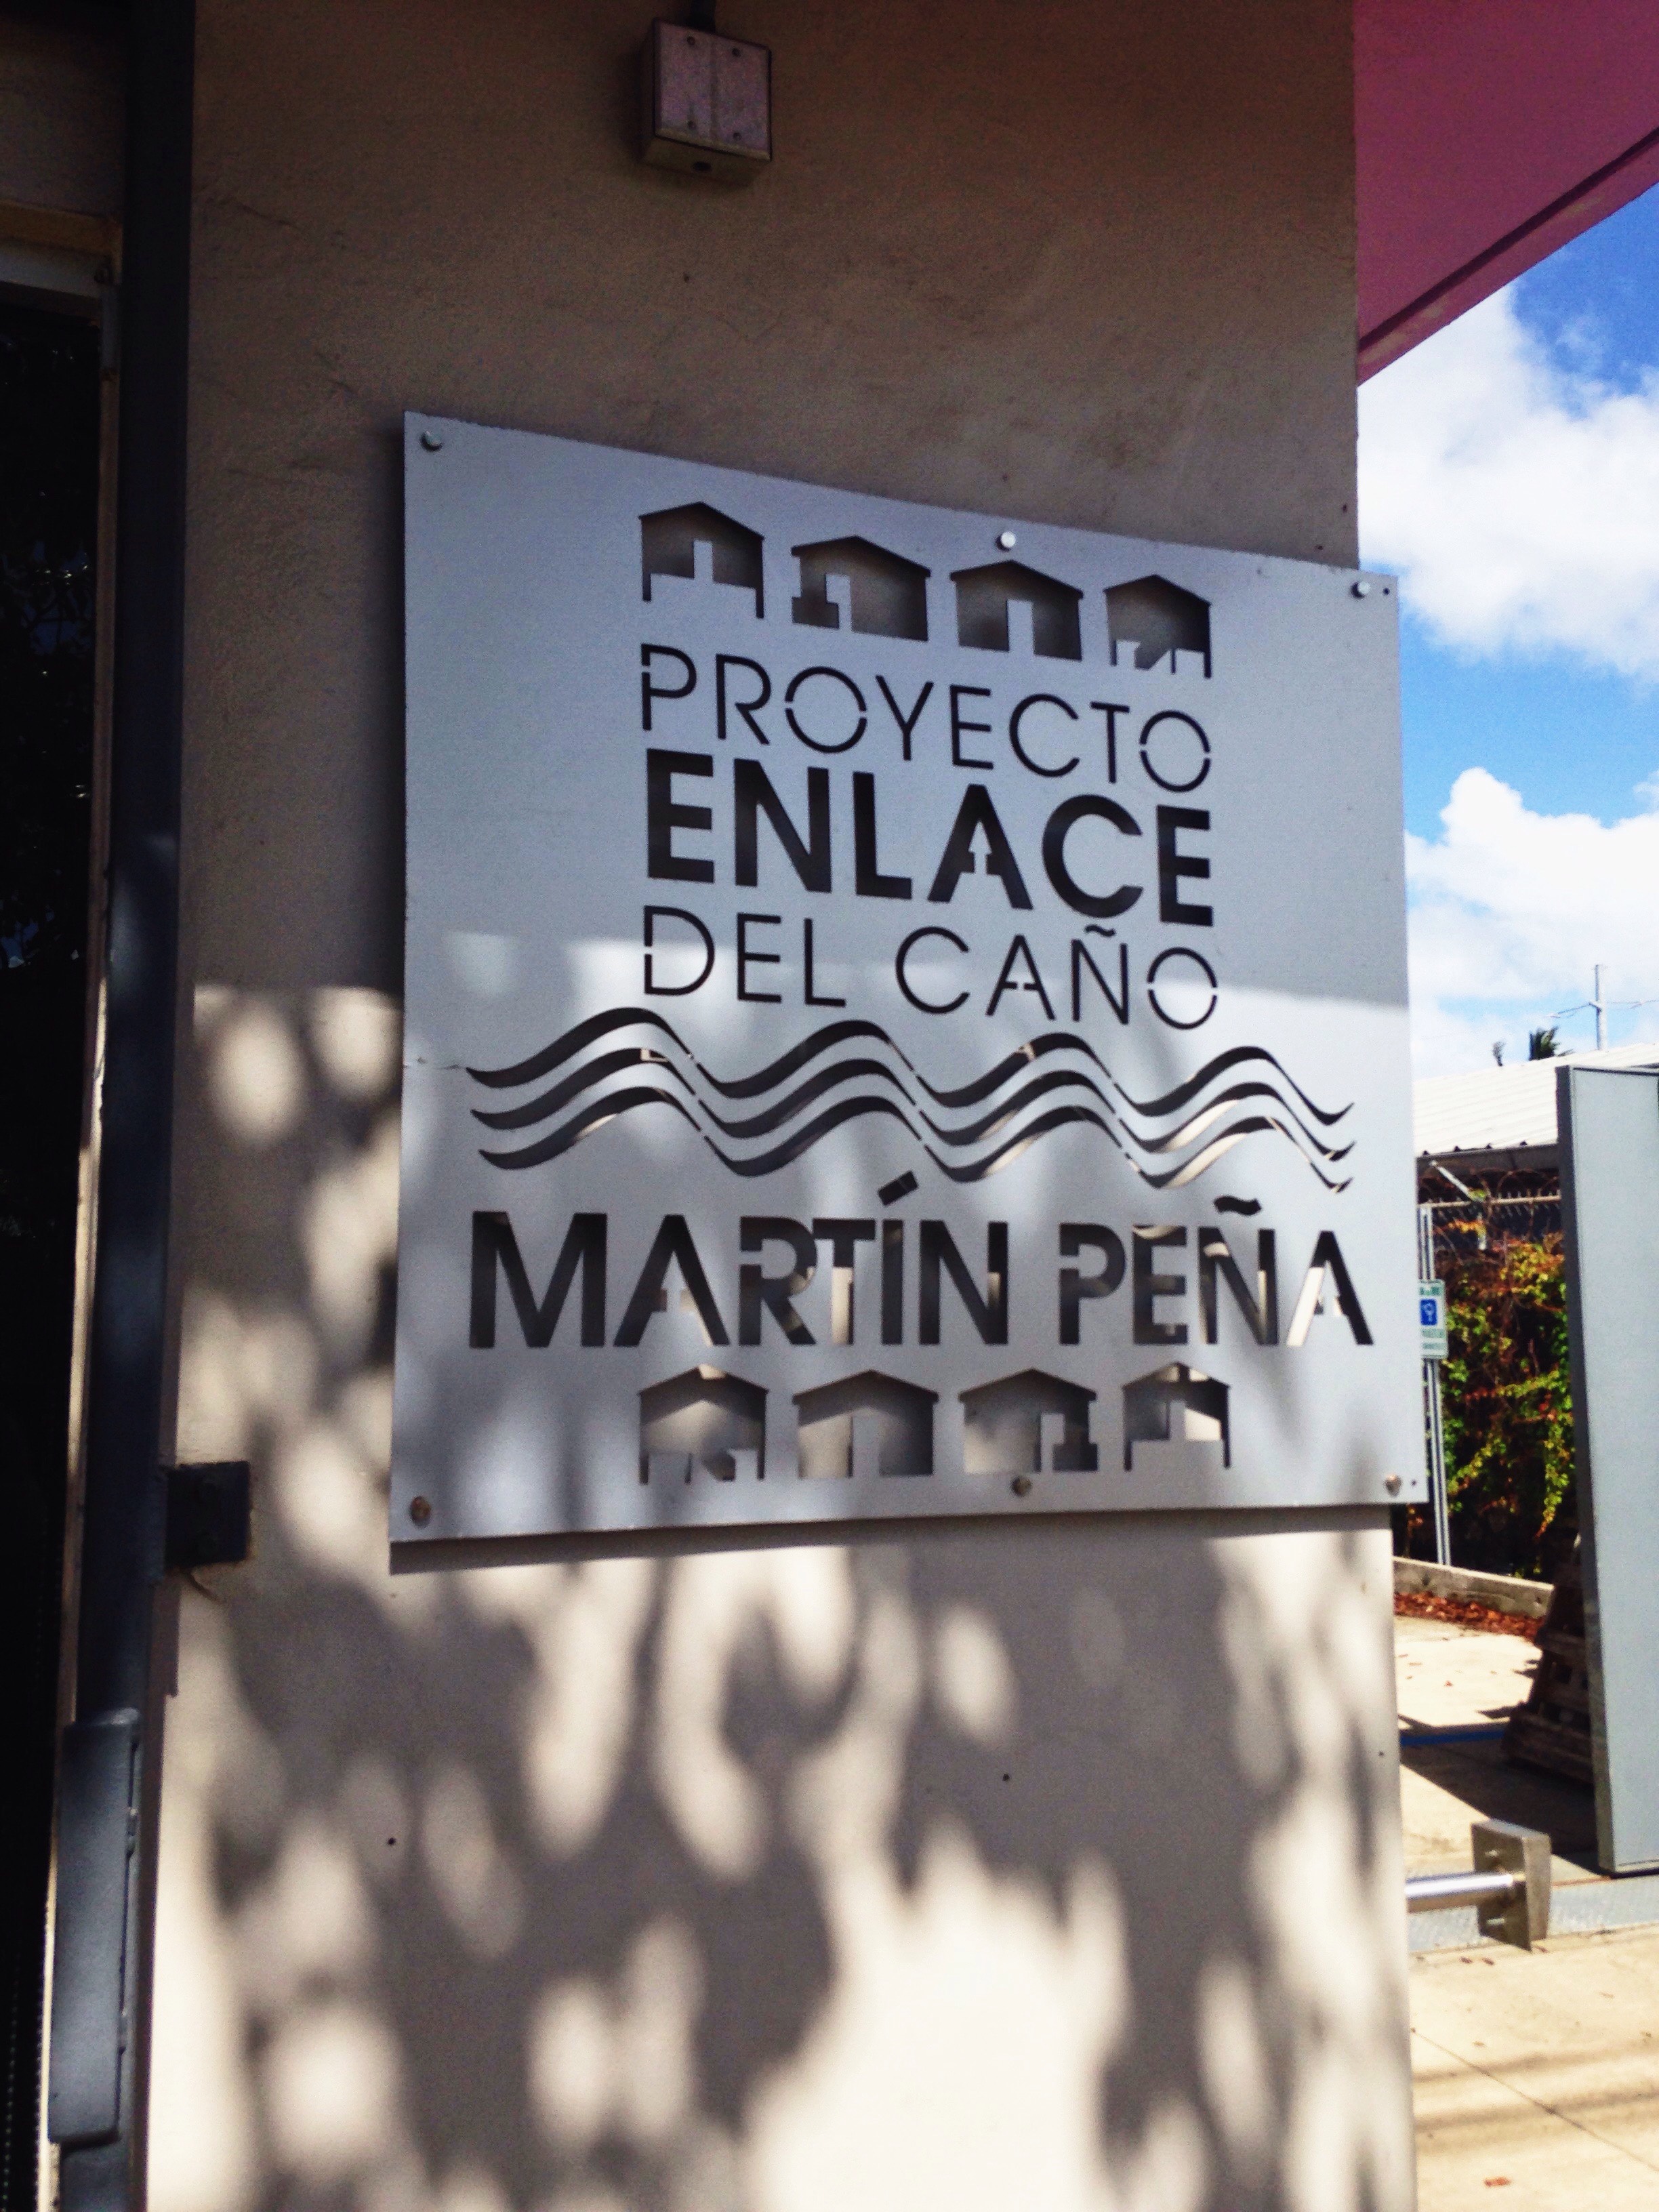 PROYECTO
ENLACE
DEL CAÑO
MARTÍN PEÑA